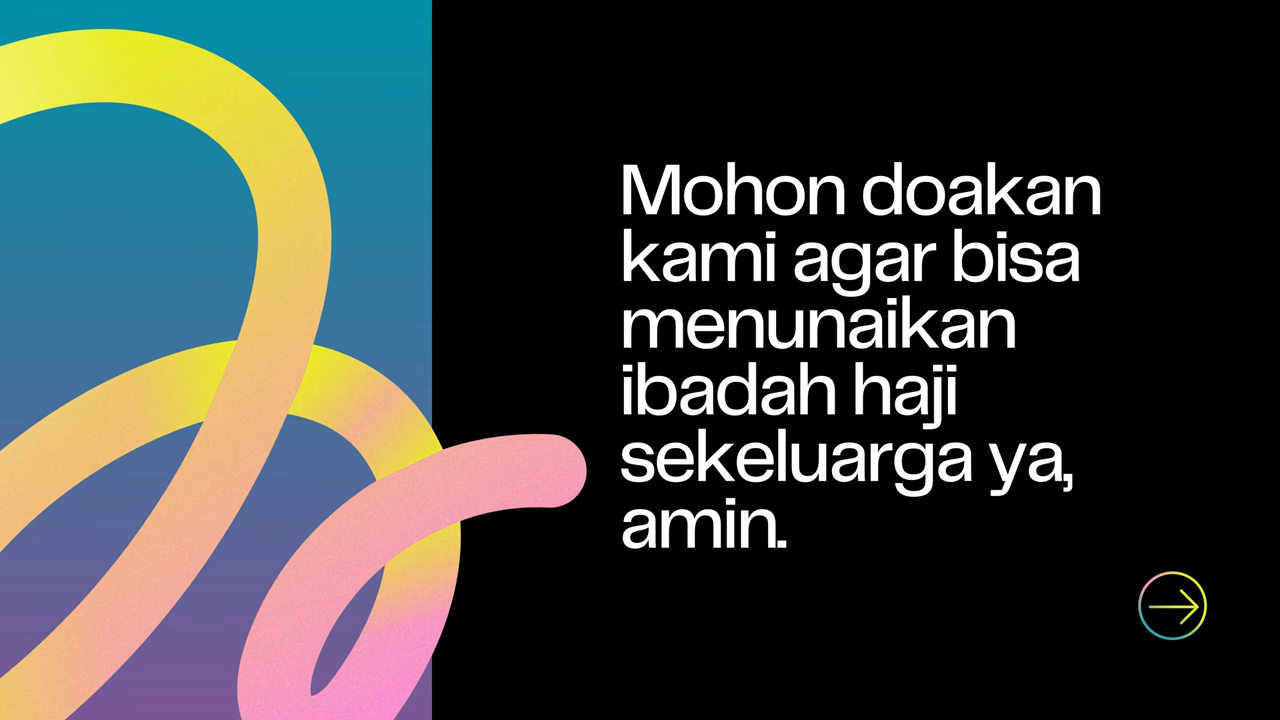 Mohon doakan
kami agar bisa
menunaikan
ibadah haji
sekeluarga ya,
amin.